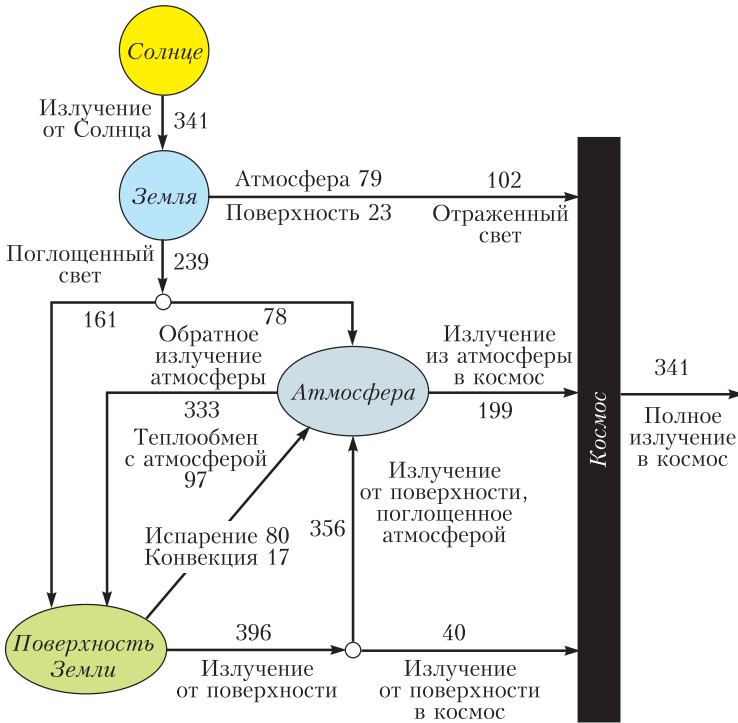 Солнце
Излучение
от Солнца
341
Земля
Атмосфера 79
Поверхность 23
102
Отраженный
свет
Поглощенный
свет
239
161
78
Обратное
излучение
атмосферы
333
Атмосфера
Излучение
из атмосферы
в космос
199
Космос
341
Полное
излучение
в космос
Теплообмен
с атмосферой
97
Испарение 80
Конвекция 17
356
Излучение
от поверхности,
поглощенное
атмосферой
Поверхность
Земли
396
Излучение
от поверхности
40
Излучение
от поверхности
в космос